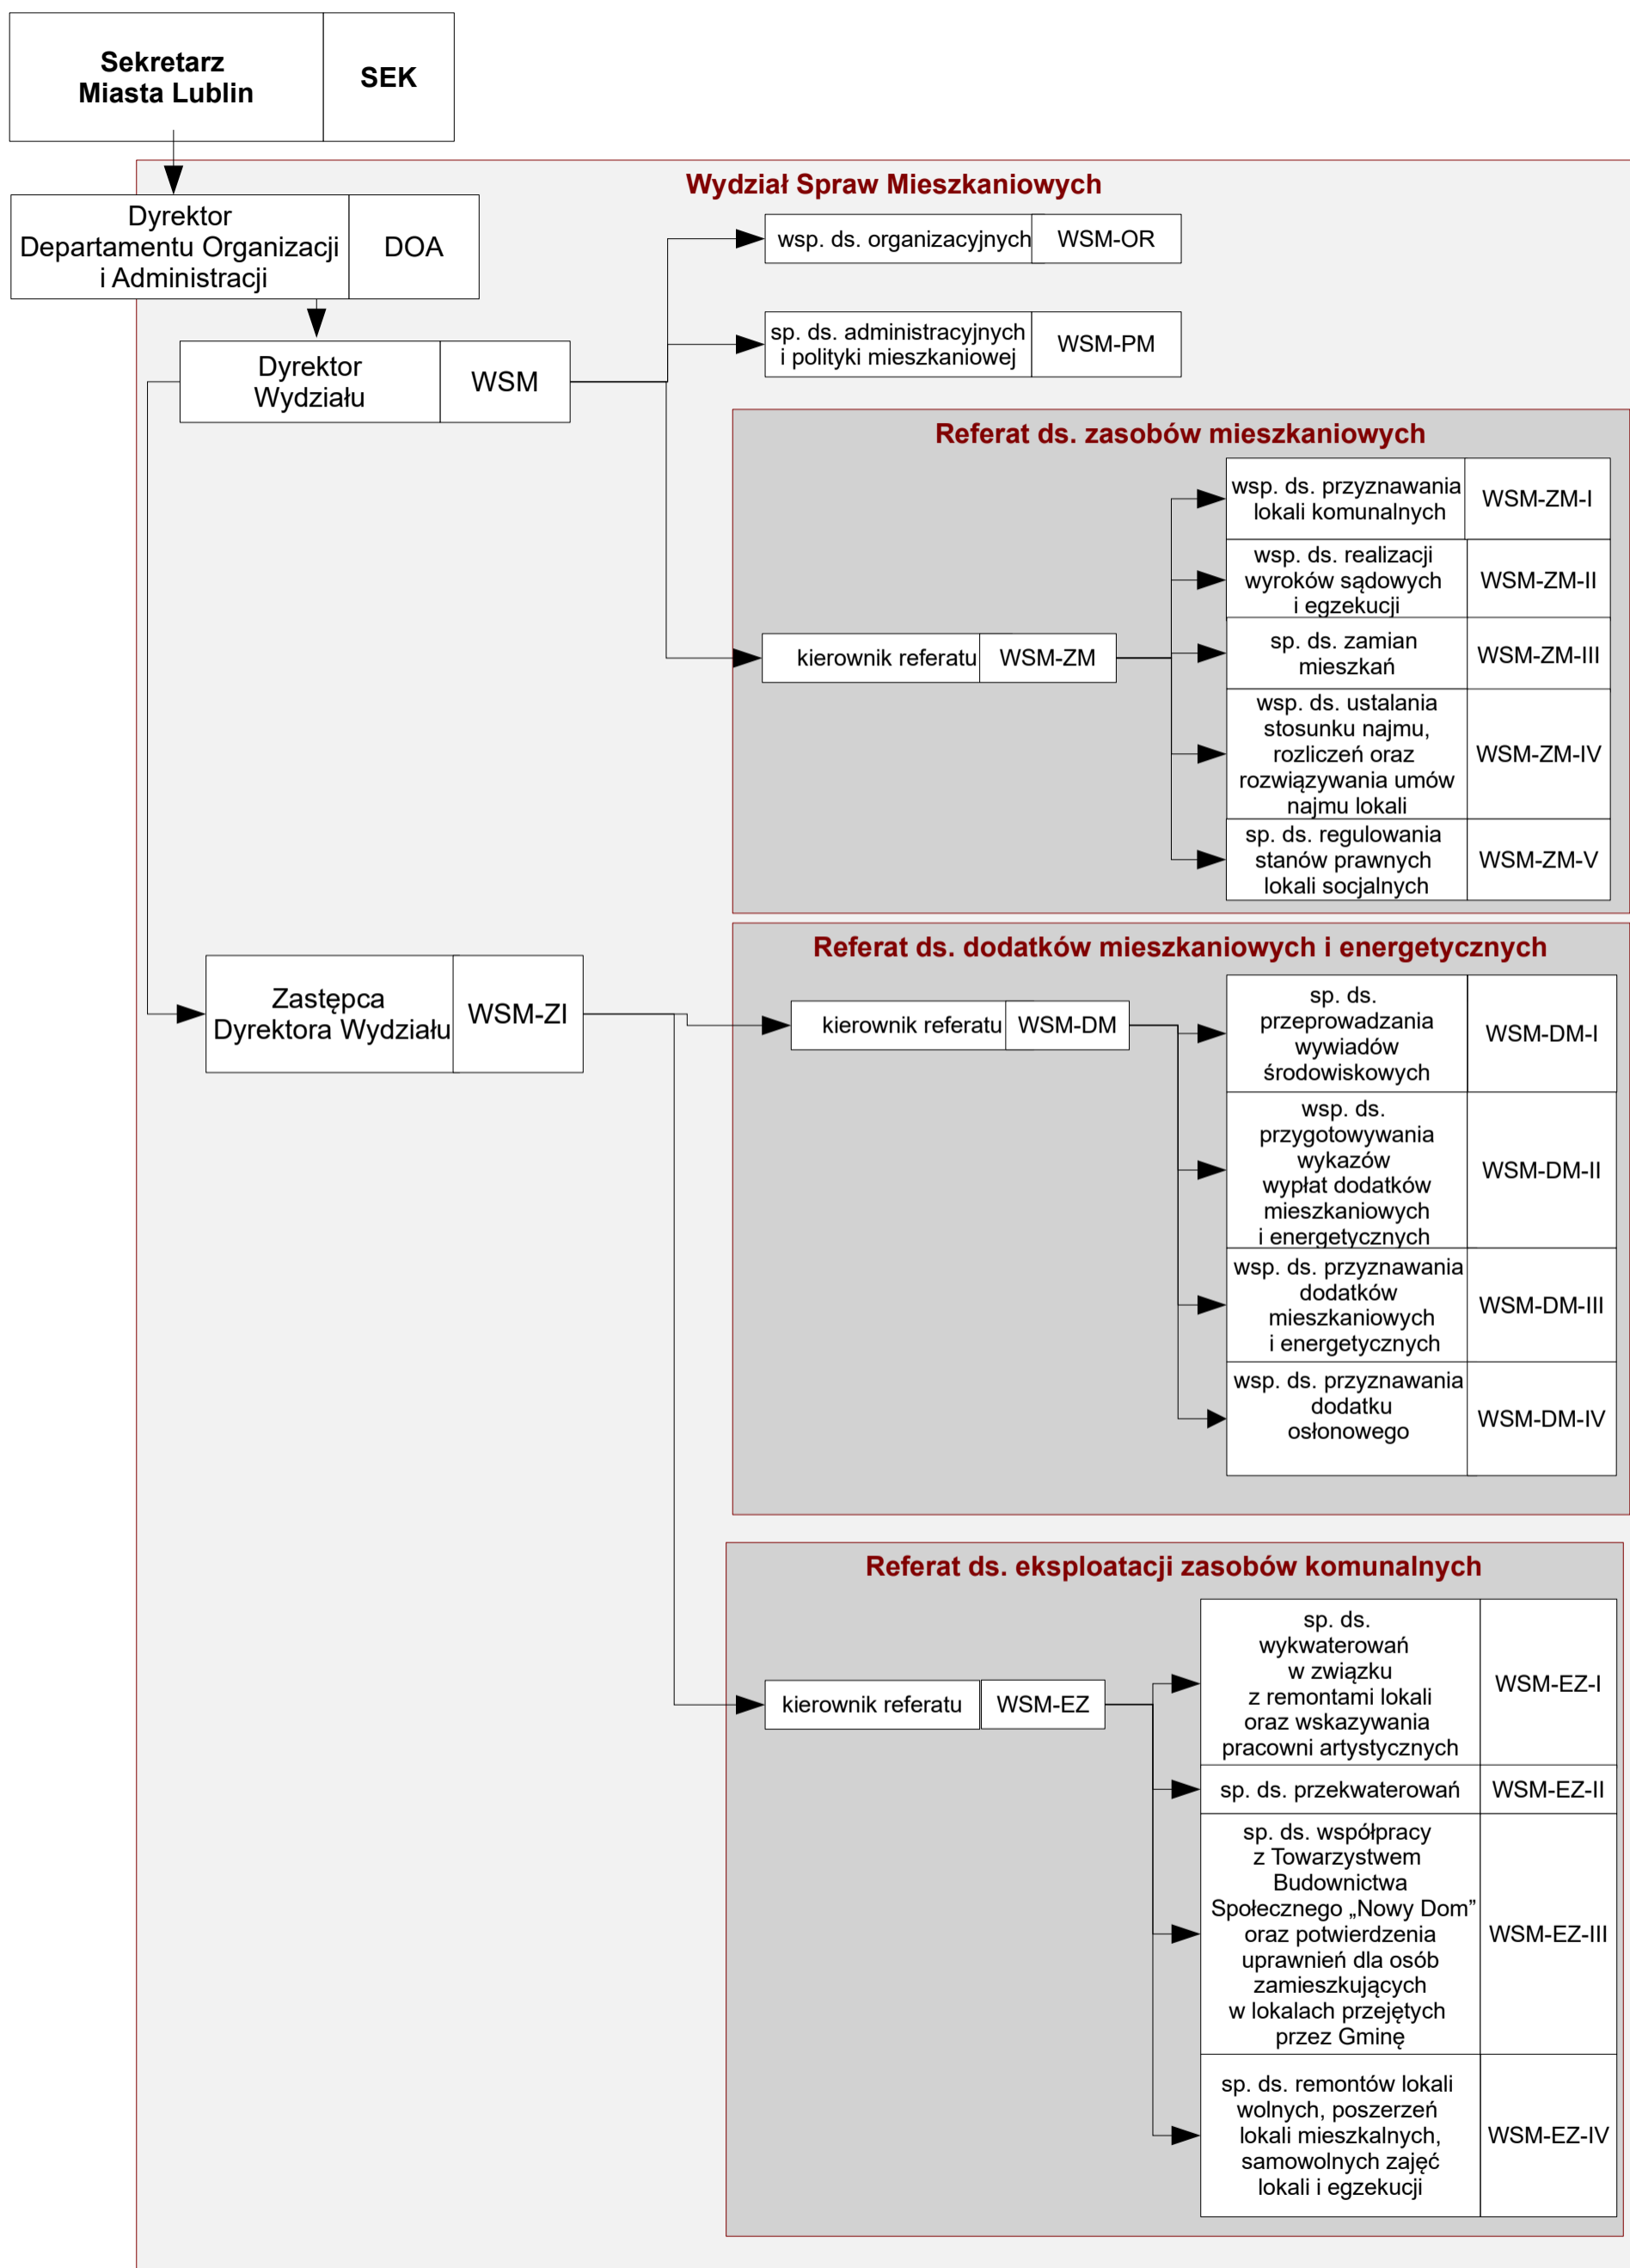 Sekretarz
Miasta Lublin
SEK
Wydział Spraw Mieszkaniowych
Dyrektor
Departamentu Organizacji
i Administracji
DOA
wsp. ds. organizacyjnych
WSM-OR
sp. ds. administracyjnych
i polityki mieszkaniowej
WSM-PM
Dyrektor
Wydziału
WSM
Referat ds. zasobów mieszkaniowych
wsp. ds. przyznawania
lokali komunalnych
WSM-ZM-I
wsp. ds. realizacji
wyroków sądowych
i egzekucji
WSM-ZM-II
kierownik referatu
WSM-ZM
sp. ds. zamian
mieszkań
WSM-ZM-III
wsp. ds. ustalania
stosunku najmu,
rozliczeń oraz
rozwiązywania umów
najmu lokali
WSM-ZM-IV
sp. ds. regulowania
stanów prawnych
lokali socjalnych
WSM-ZM-V
Referat ds. dodatków mieszkaniowych i energetycznych
Zastępca
Dyrektora Wydziału
WSM-ZI
kierownik referatu
WSM-DM
sp. ds.
przeprowadzania
wywiadów
środowiskowych
WSM-DM-I
wsp. ds.
przygotowywania
wykazów
wypłat dodatków
mieszkaniowych
i energetycznych
WSM-DM-II
wsp. ds. przyznawania
dodatków
mieszkaniowych
i energetycznych
WSM-DM-III
wsp. ds. przyznawania
dodatku
osłonowego
WSM-DM-IV
Referat ds. eksploatacji zasobów komunalnych
kierownik referatu
WSM-EZ
sp. ds.
wykwaterowań
w związku
z remontami lokali
oraz wskazywania
pracowni artystycznych
WSM-EZ-I
sp. ds. przekwaterowań
WSM-EZ-II
sp. ds. współpracy
z Towarzystwem
Budownictwa
Społecznego „Nowy Dom”
oraz potwierdzenia
uprawnień dla osób
zamieszkujących
w lokalach przejętych
przez Gminę
WSM-EZ-III
sp. ds. remontów lokali
wolnych, poszerzeń
lokali mieszkalnych,
samowolnych zajęć
lokali i egzekucji
WSM-EZ-IV